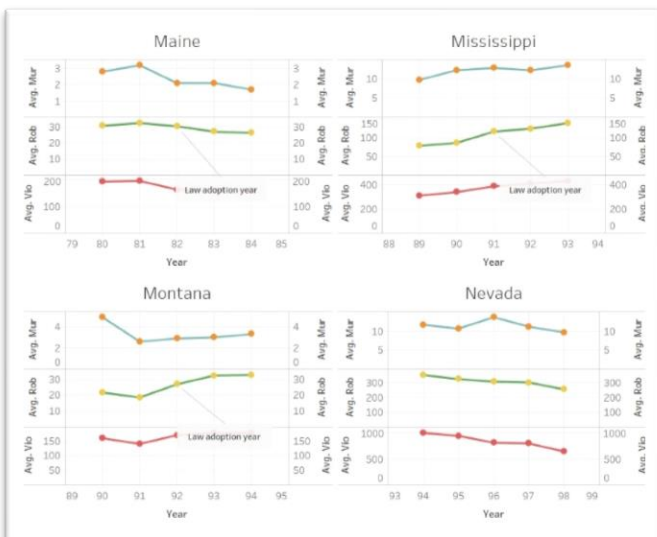 Maine
Avg. Mur
3
2
1
3
2
1
Avg. Mur
Avg. Rob
30
20
10
30
20
10
Avg. Rob
Avg. Vio
200
100
0
Law adoption year
200
100
0
Avg. Vio
79 80 81 82 83 84 85
Year
Mississippi
Avg. Mur
10
5
10
5
Avg. Mur
Avg. Rob
150
100
50
150
100
50
Avg. Rob
Avg. Vio
400
200
0
Law adoption year
400
200
0
Avg. Vio
88 89 90 91 92 93 94
Year
Montana
Avg. Mur
4
2
0
4
2
0
Avg. Mur
Avg. Rob
30
20
10
30
20
10
Avg. Rob
Avg. Vio
150
100
50
Law adoption year
150
100
50
Avg. Vio
89 90 91 92 93 94 95
Year
Nevada
Avg. Mur
10
5
10
5
Avg. Mur
Avg. Rob
300
200
100
300
200
100
Avg. Rob
Avg. Vio
1000
500
0
1000
500
0
Avg. Vio
93 94 95 96 97 98 99
Year